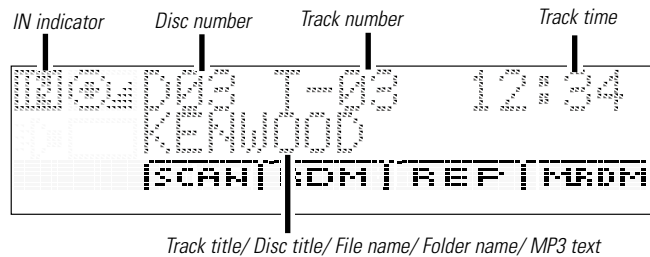 IN indicator Disc number Track number Track time
IN D03 T-03 12:34
KENWOOD
SCAN RDM REP MRDM
Track title/ Disc title/ File name/ Folder name/ MP3 text